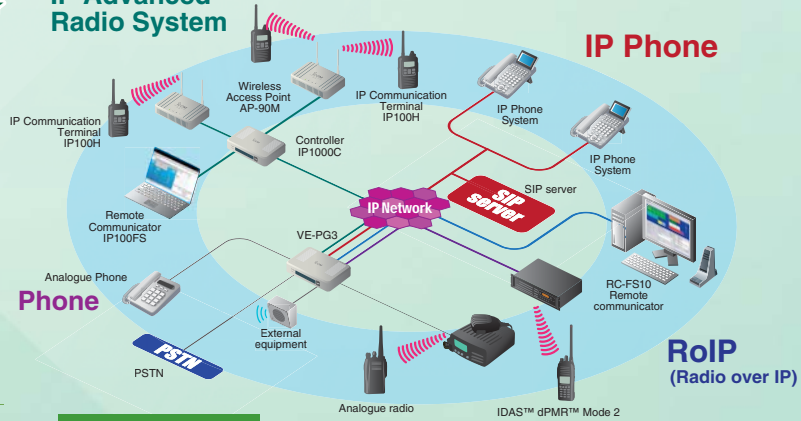 IP Advanced
Radio System
IP Phone
Wireless
Access Point
AP-90M
IP Communication
Terminal
IP100H
IP Communication
Terminal
IP100H
IP Phone
System
IP Phone
System
Controller
IP1000C
SIP server
SIP
server
IP Network
Remote
Communicator
IP100FS
VE-PG3
Analogue Phone
Phone
RC-FS10
Remote
communicator
External
equipment
PSTN
PSTN
RoIP
(Radio over IP)
Analogue radio
IDAS™ dPMR™ Mode 2